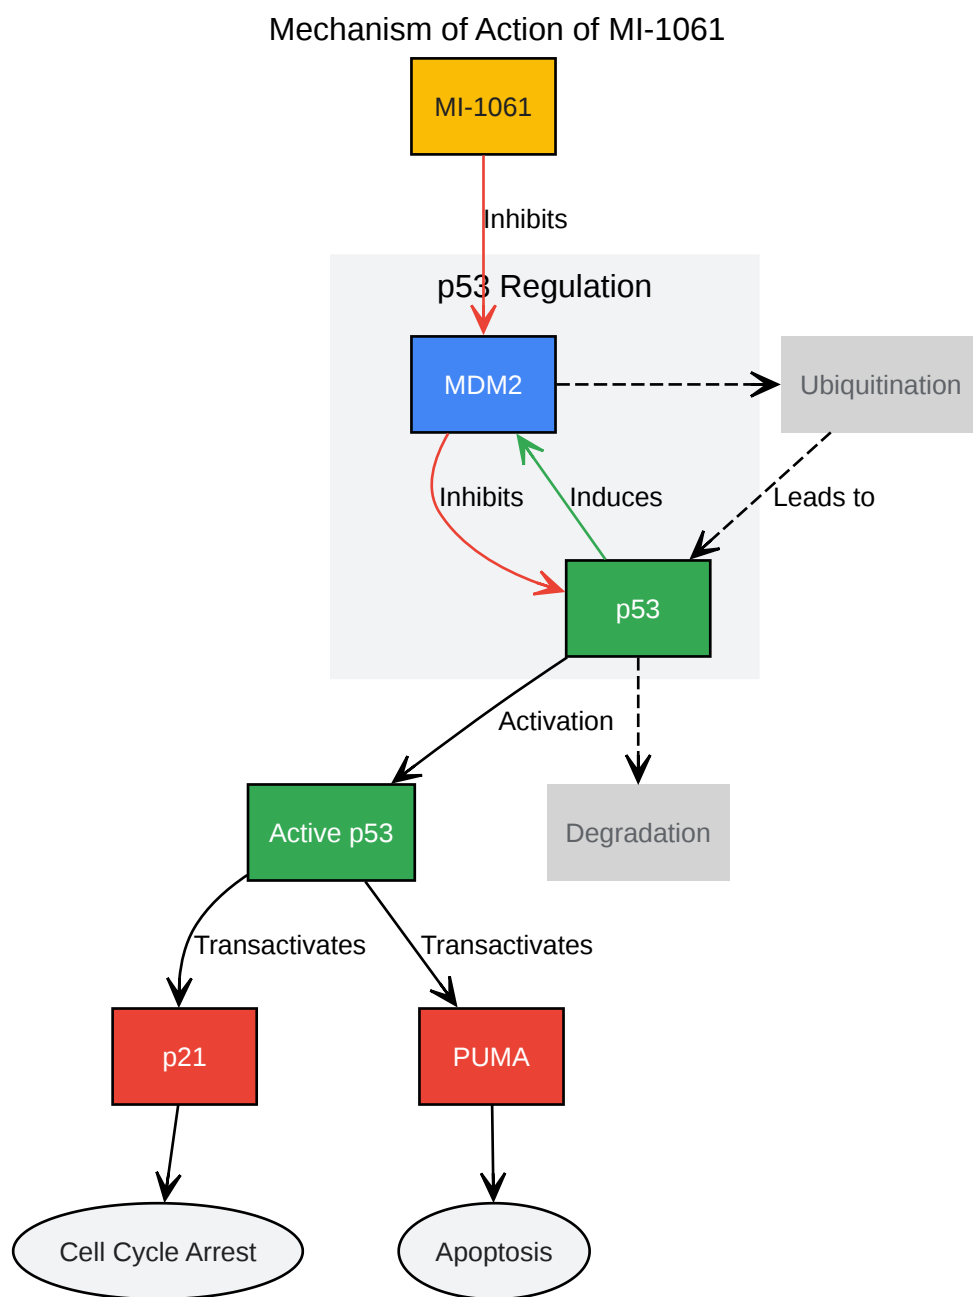 Mechanism of Action of MI-1061
MI-1061
Inhibits
p53 Regulation
MDM2
Ubiquitination
Inhibits
Induces
Leads to
p53
Activation
Active p53
Degradation
Transactivates
Transactivates
p21
PUMA
Cell Cycle Arrest
Apoptosis